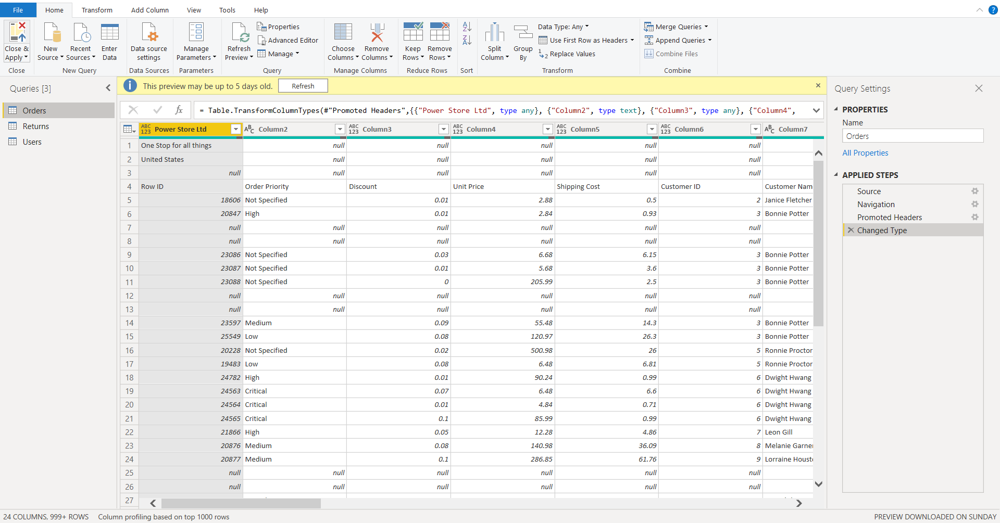 File Home Transform Add Column View Tools Help
Close & Apply
New Source
Recent Sources
Enter Data
Data source settings
Manage Parameters
Refresh Preview
Properties
Advanced Editor
Manage
Choose Columns
Remove Columns
Keep Rows
Remove Rows
Split Column
Group By
Data Type: Any
Use First Row as Headers
Replace Values
Merge Queries
Append Queries
Combine Files
Close New Query Data Sources Parameters Query Manage Columns Reduce Rows Sort Transform Combine
Queries [3]
Orders
Returns
Users
This preview may be up to 5 days old. Refresh
= Table.TransformColumnTypes(#"Promoted Headers",{{"Power Store Ltd", type any}, {"Column2", type text}, {"Column3", type any}, {"Column4",
ABC 123 Power Store Ltd ABC Column2 ABC 123 Column3 ABC 123 Column4 ABC 123 Column5 ABC 123 Column6 ABC Column7
1 One Stop for all things null null null null null
2 United States null null null null null
3 null null null null null null
4 Row ID Order Priority Discount Unit Price Shipping Cost Customer ID Customer Nam
5 18606 Not Specified 0.01 2.88 0.5 2 Janice Fletcher
6 20847 High 0.01 2.84 0.93 3 Bonnie Potter
7 null null null null null null
8 null null null null null null
9 23086 Not Specified 0.03 6.68 6.15 3 Bonnie Potter
10 23087 Not Specified 0.01 5.68 3.6 3 Bonnie Potter
11 23088 Not Specified 0 205.99 2.5 3 Bonnie Potter
12 null null null null null null
13 null null null null null null
14 23597 Medium 0.09 55.48 14.3 3 Bonnie Potter
15 25549 Low 0.08 120.97 26.3 3 Bonnie Potter
16 20228 Not Specified 0.02 500.98 26 5 Ronnie Proctor
17 19483 Low 0.08 6.48 6.81 5 Ronnie Proctor
18 24782 High 0.01 90.24 0.99 6 Dwight Hwang
19 24563 Critical 0.07 6.48 6.6 6 Dwight Hwang
20 24564 Critical 0.01 4.84 0.71 6 Dwight Hwang
21 24565 Critical 0.1 85.99 0.99 6 Dwight Hwang
22 21866 High 0.05 12.28 4.86 7 Leon Gill
23 20876 Medium 0.08 140.98 36.09 8 Melanie Garne
24 20877 Medium 0.1 286.85 61.76 9 Lorraine Houst
25 null null null null null null
26 null null null null null null
27
Query Settings
PROPERTIES
Name
Orders
All Properties
APPLIED STEPS
Source
Navigation
Promoted Headers
Changed Type
24 COLUMNS, 999+ ROWS Column profiling based on top 1000 rows PREVIEW DOWNLOADED ON SUNDAY